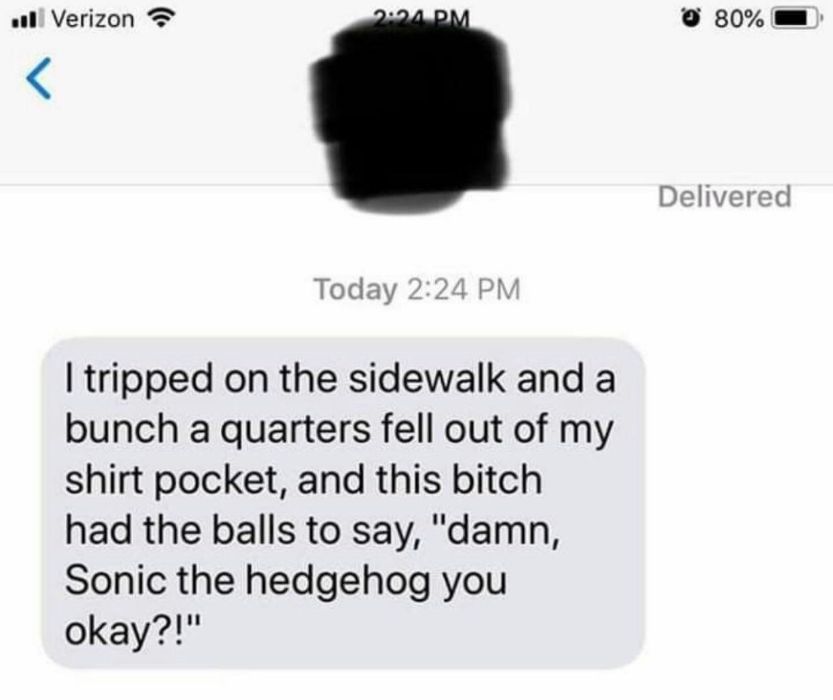 Verizon 2:24 PM 80%
Delivered
Today 2:24 PM
I tripped on the sidewalk and a
bunch a quarters fell out of my
shirt pocket, and this bitch
had the balls to say, "damn,
Sonic the hedgehog you
okay?!"